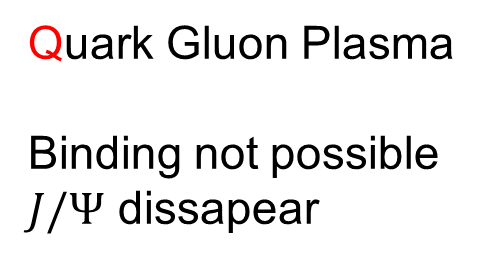 Quark Gluon Plasma
Binding not possible
J/Ψ dissapear